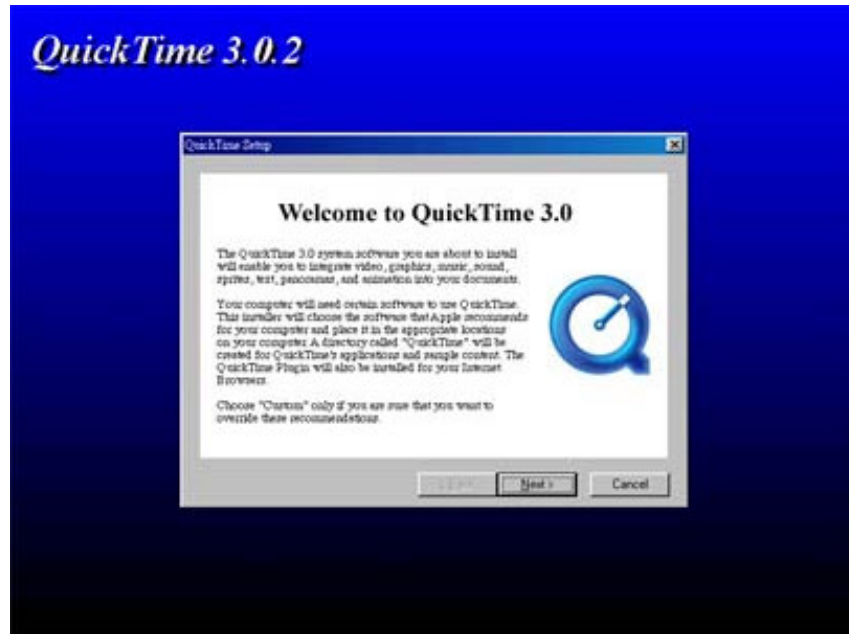 QuickTime 3.0.2
QuickTime Setup
Welcome to QuickTime 3.0
The QuickTime 3.0 system software you are about to install
will enable you to integrate video, graphics, music, sound,
sprites, text, panoramas, and animation into your documents.
Your computer will need certain software to use QuickTime.
This installer will choose the software that Apple recommends
for your computer and place it in the appropriate locations
on your computer. A directory called "QuickTime" will be
created for QuickTime's applications and sample content. The
QuickTime Plugin will also be installed for your Internet
Browsers.
Choose "Custom" only if you are sure that you want to
override these recommendations.
Next >
Cancel